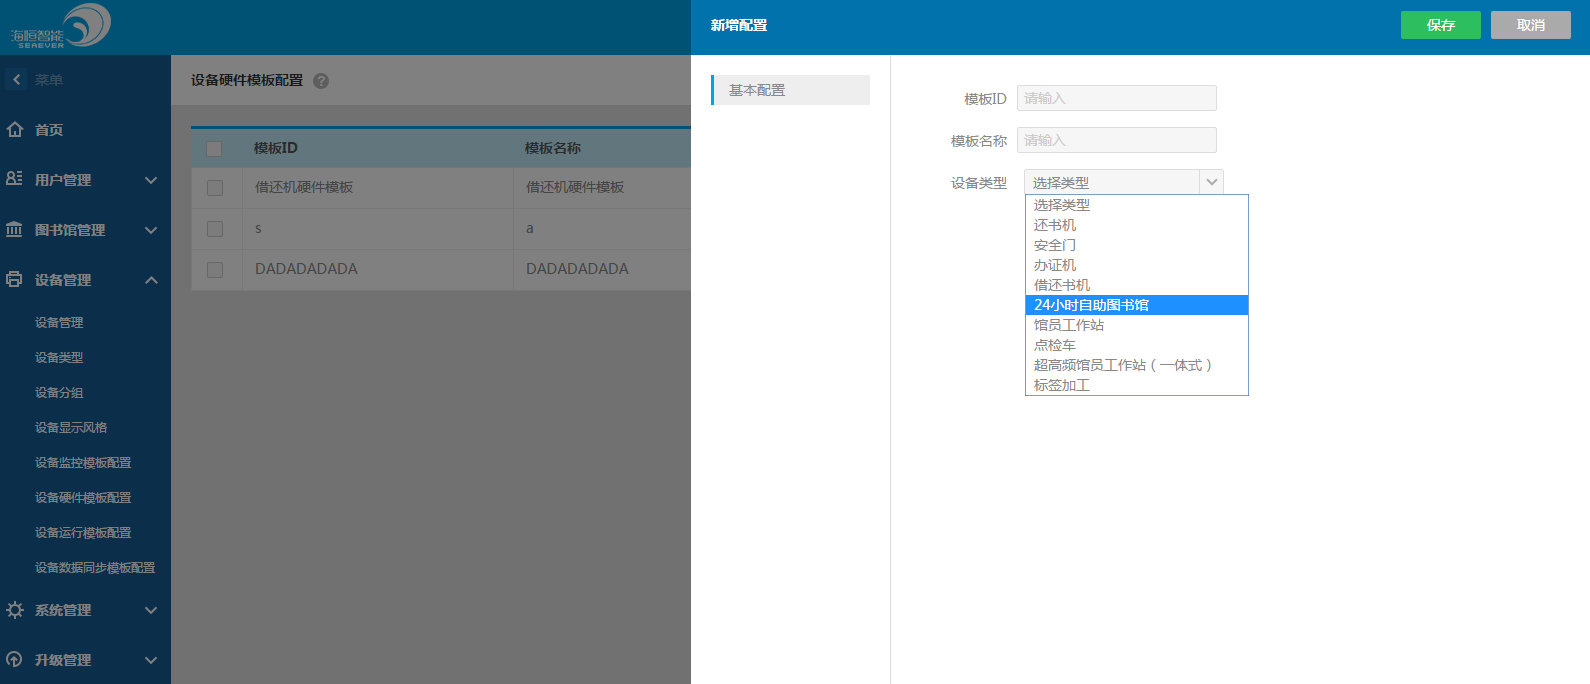 海恒智能
SEAEVER
新增配置
保存
取消
菜单
首页
用户管理
图书馆管理
设备管理
设备管理
设备类型
设备分组
设备显示风格
设备监控模板配置
设备硬件模板配置
设备运行模板配置
设备数据同步模板配置
系统管理
升级管理
设备硬件模板配置 ?
模板ID 模板名称
借还机硬件模板 借还机硬件模板
s a
DADADADADA DADADADADA
基本配置
模板ID 请输入
模板名称 请输入
设备类型 选择类型
选择类型
还书机
安全门
办证机
借还书机
24小时自助图书馆
馆员工作站
点检车
超高频馆员工作站（一体式）
标签加工